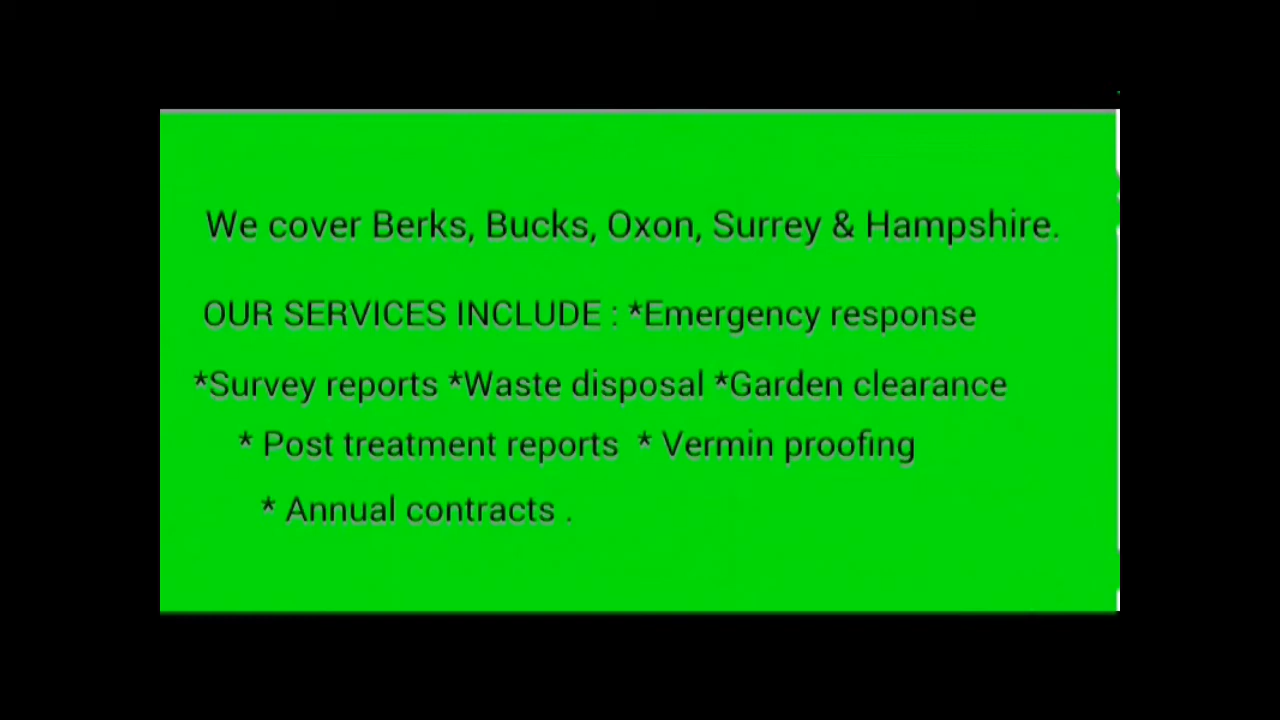 We cover Berks, Bucks, Oxon, Surrey & Hampshire.
OUR SERVICES INCLUDE : *Emergency response
*Survey reports *Waste disposal *Garden clearance
* Post treatment reports * Vermin proofing
* Annual contracts .